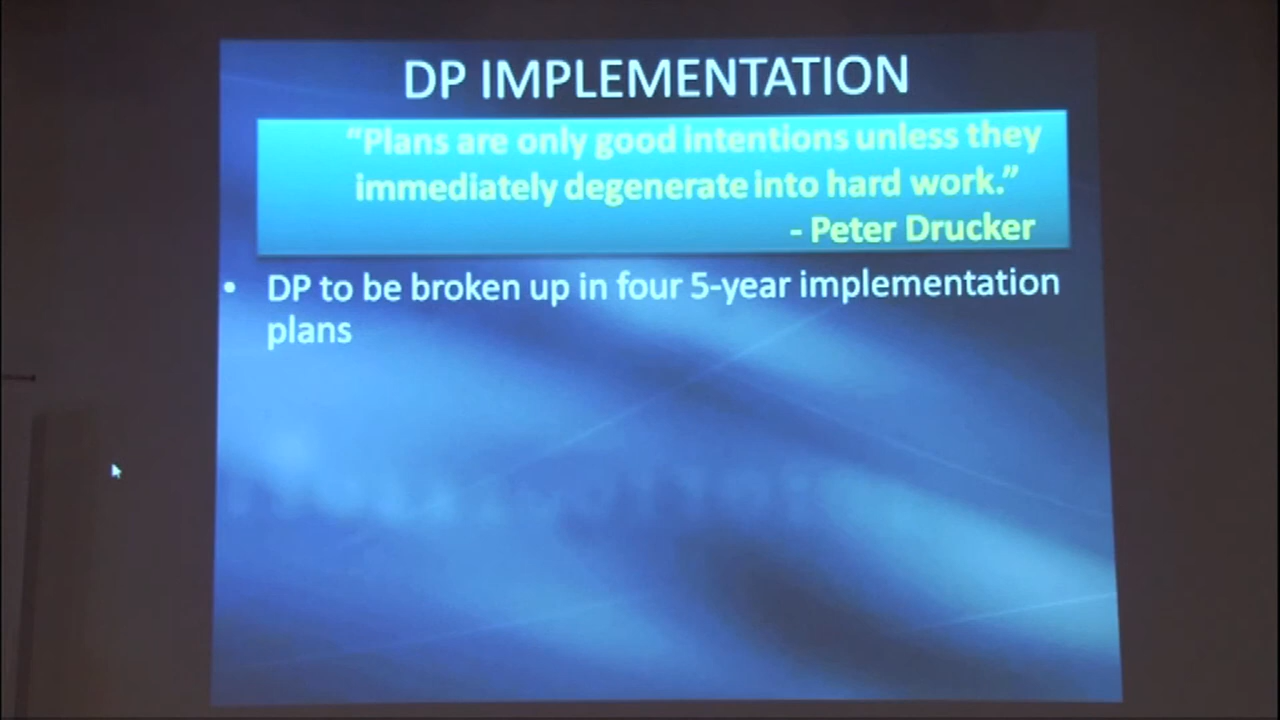 DP IMPLEMENTATION
“Plans are only good intentions unless they
immediately degenerate into hard work.”
- Peter Drucker
• DP to be broken up in four 5-year implementation
plans